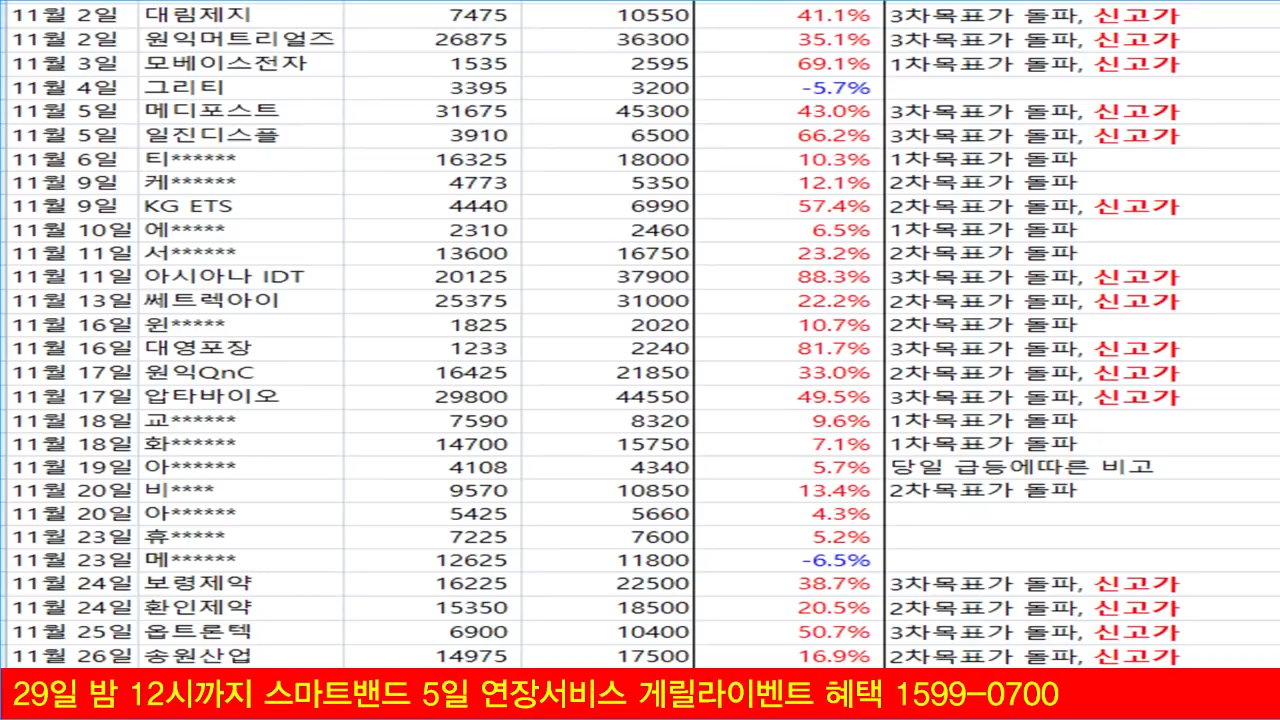 11월 2일 대림제지 7475 10550 41.1% 3차목표가 돌파, 신고가
11월 2일 원익머트리얼즈 26875 36300 35.1% 3차목표가 돌파, 신고가
11월 3일 모베이스전자 1535 2595 69.1% 1차목표가 돌파, 신고가
11월 4일 그리티 3395 3200 -5.7%
11월 5일 메디포스트 31675 45300 43.0% 3차목표가 돌파, 신고가
11월 5일 일진디스플 3910 6500 66.2% 3차목표가 돌파, 신고가
11월 6일 티****** 16325 18000 10.3% 1차목표가 돌파
11월 9일 케****** 4773 5350 12.1% 2차목표가 돌파
11월 9일 KG ETS 4440 6990 57.4% 2차목표가 돌파, 신고가
11월 10일 에***** 2310 2460 6.5% 1차목표가 돌파
11월 11일 서****** 13600 16750 23.2% 2차목표가 돌파
11월 11일 아시아나 IDT 20125 37900 88.3% 3차목표가 돌파, 신고가
11월 13일 쎄트렉아이 25375 31000 22.2% 2차목표가 돌파, 신고가
11월 16일 윈***** 1825 2020 10.7% 2차목표가 돌파
11월 16일 대영포장 1233 2240 81.7% 3차목표가 돌파, 신고가
11월 17일 원익QnC 16425 21850 33.0% 2차목표가 돌파, 신고가
11월 17일 압타바이오 29800 44550 49.5% 3차목표가 돌파, 신고가
11월 18일 교****** 7590 8320 9.6% 1차목표가 돌파
11월 18일 화****** 14700 15750 7.1% 1차목표가 돌파
11월 19일 아****** 4108 4340 5.7% 당일 급등에따른 비고
11월 20일 비**** 9570 10850 13.4% 2차목표가 돌파
11월 20일 아****** 5425 5660 4.3%
11월 23일 휴***** 7225 7600 5.2%
11월 23일 메****** 12625 11800 -6.5%
11월 24일 보령제약 16225 22500 38.7% 3차목표가 돌파, 신고가
11월 24일 환인제약 15350 18500 20.5% 2차목표가 돌파, 신고가
11월 25일 옵트론텍 6900 10400 50.7% 3차목표가 돌파, 신고가
11월 26일 송원산업 14975 17500 16.9% 2차목표가 돌파, 신고가
29일 밤 12시까지 스마트밴드 5일 연장서비스 게릴라이벤트 혜택 1599-0700